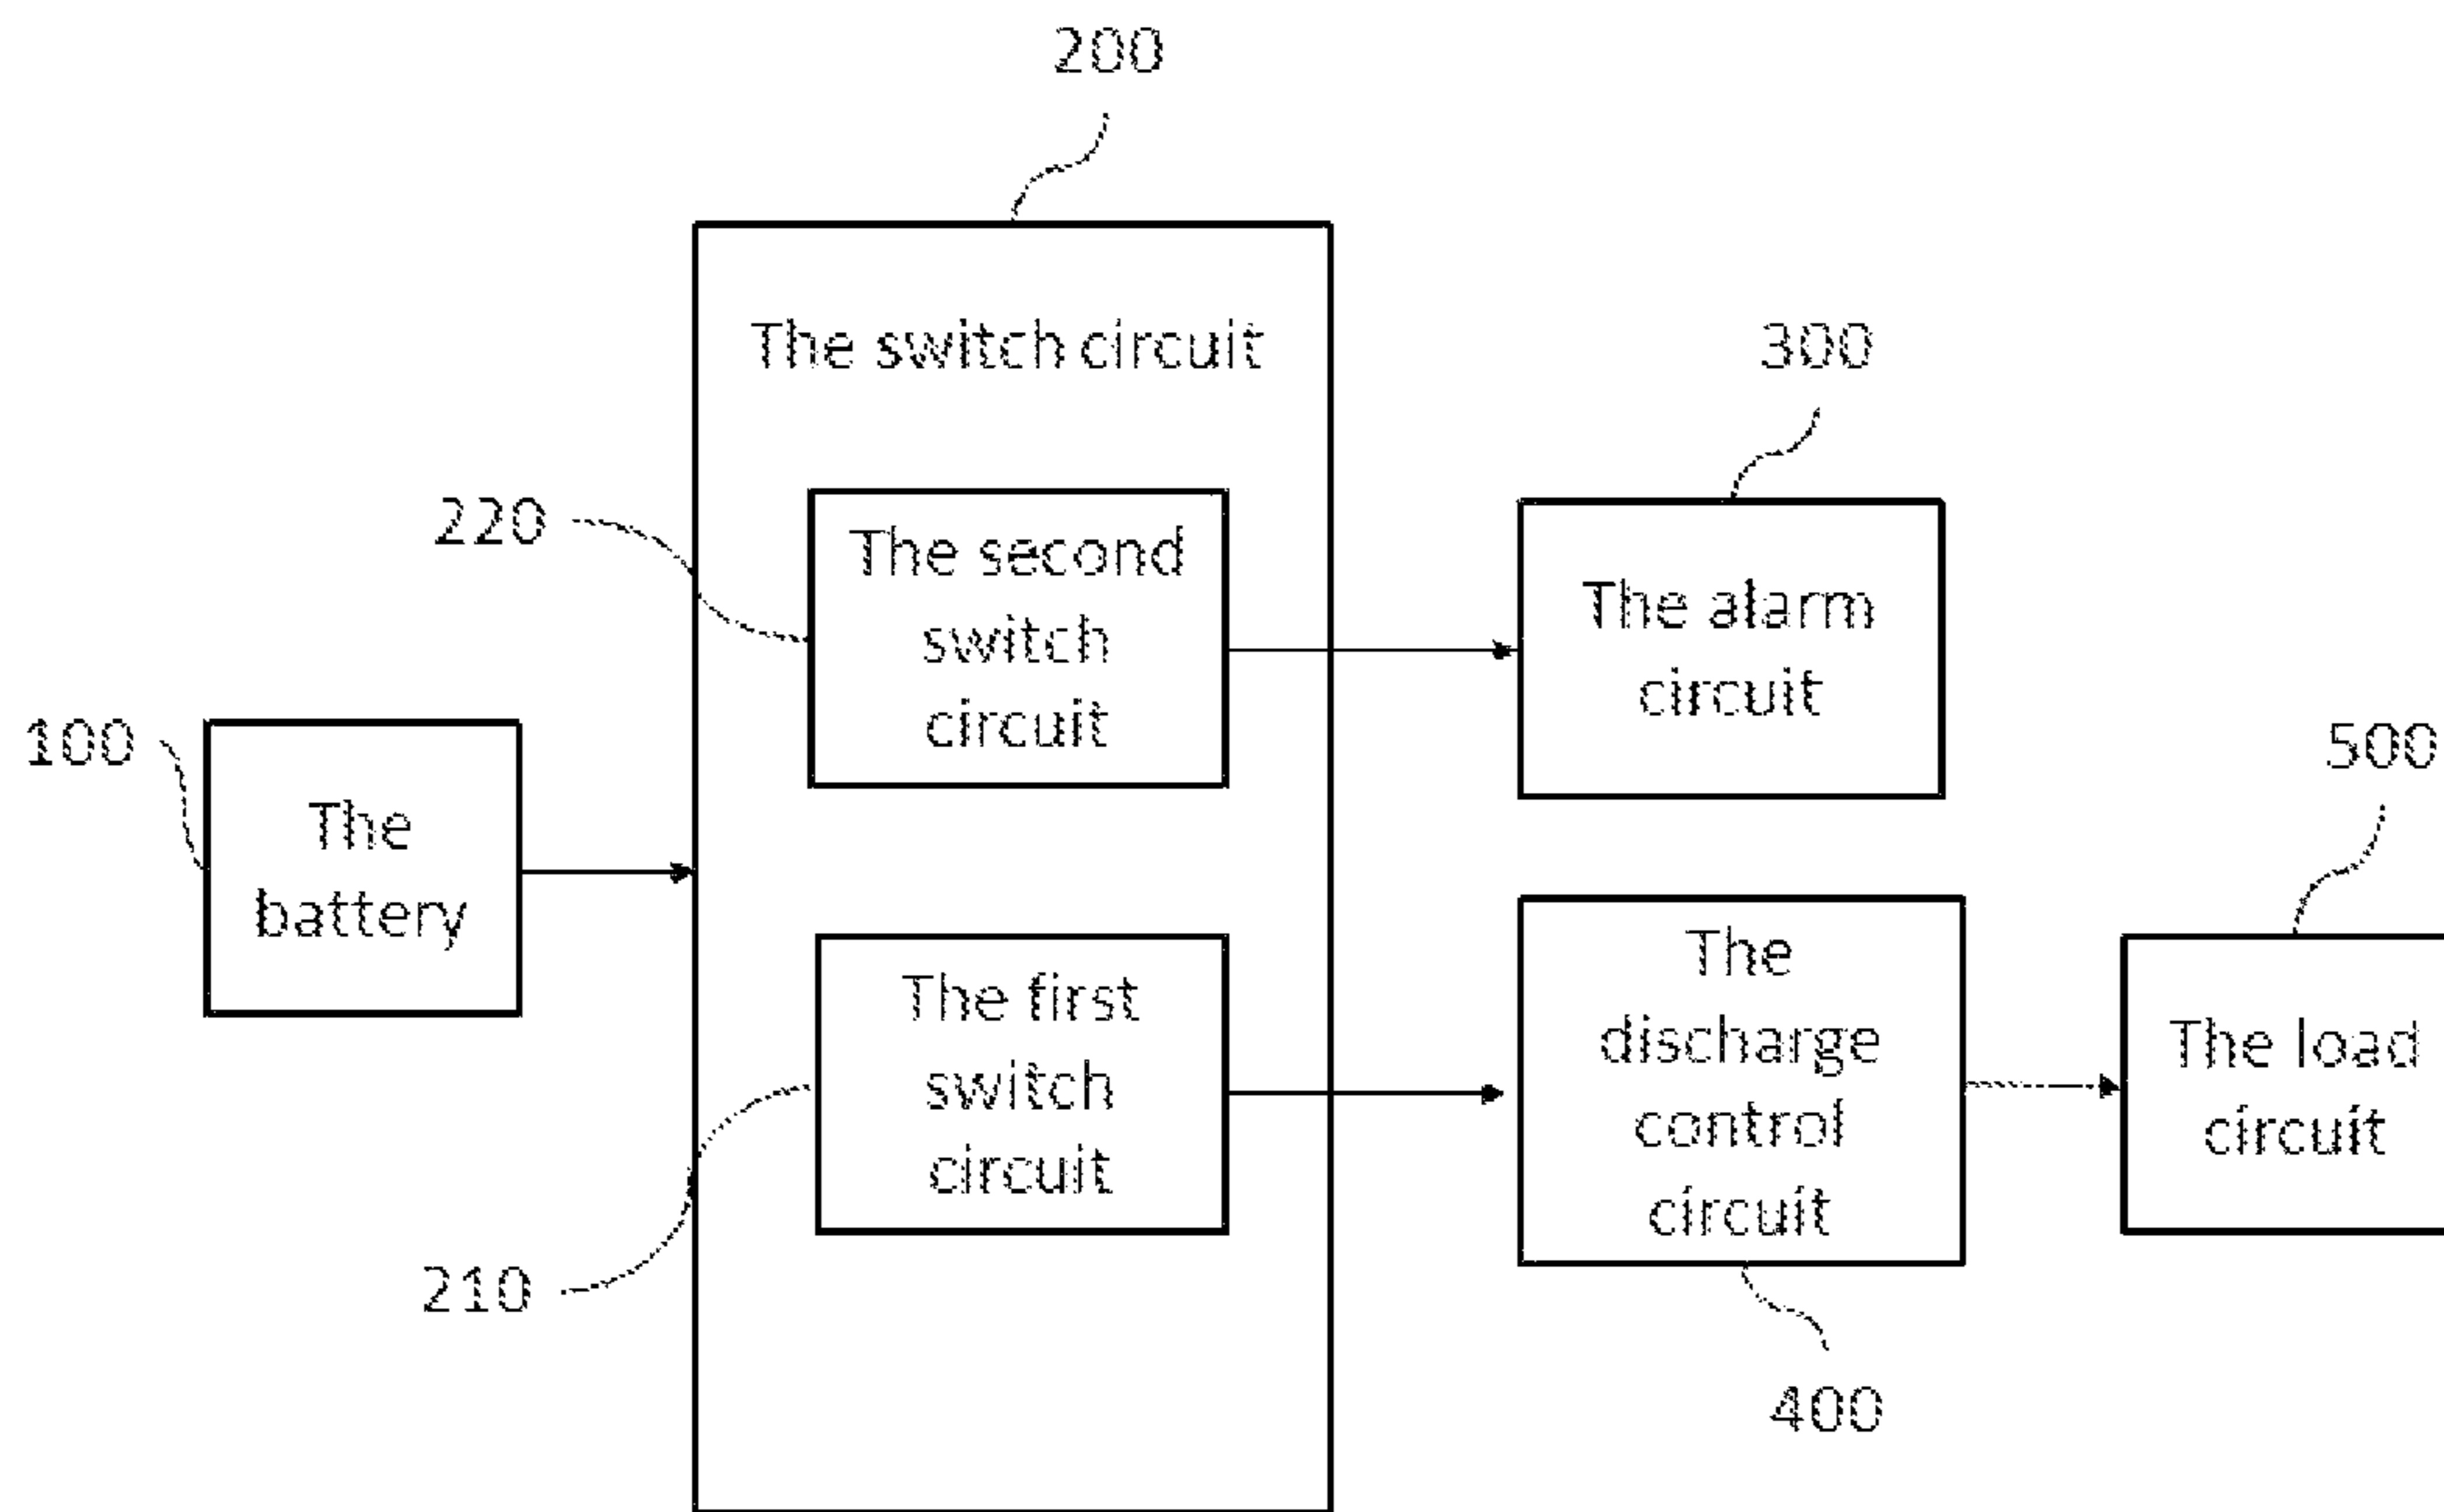 200
The switch circuit
300
220
The second
switch
circuit
The alarm
circuit
100
The
battery
500
The first
switch
circuit
210
The
discharge
control
circuit
The load
circuit
400